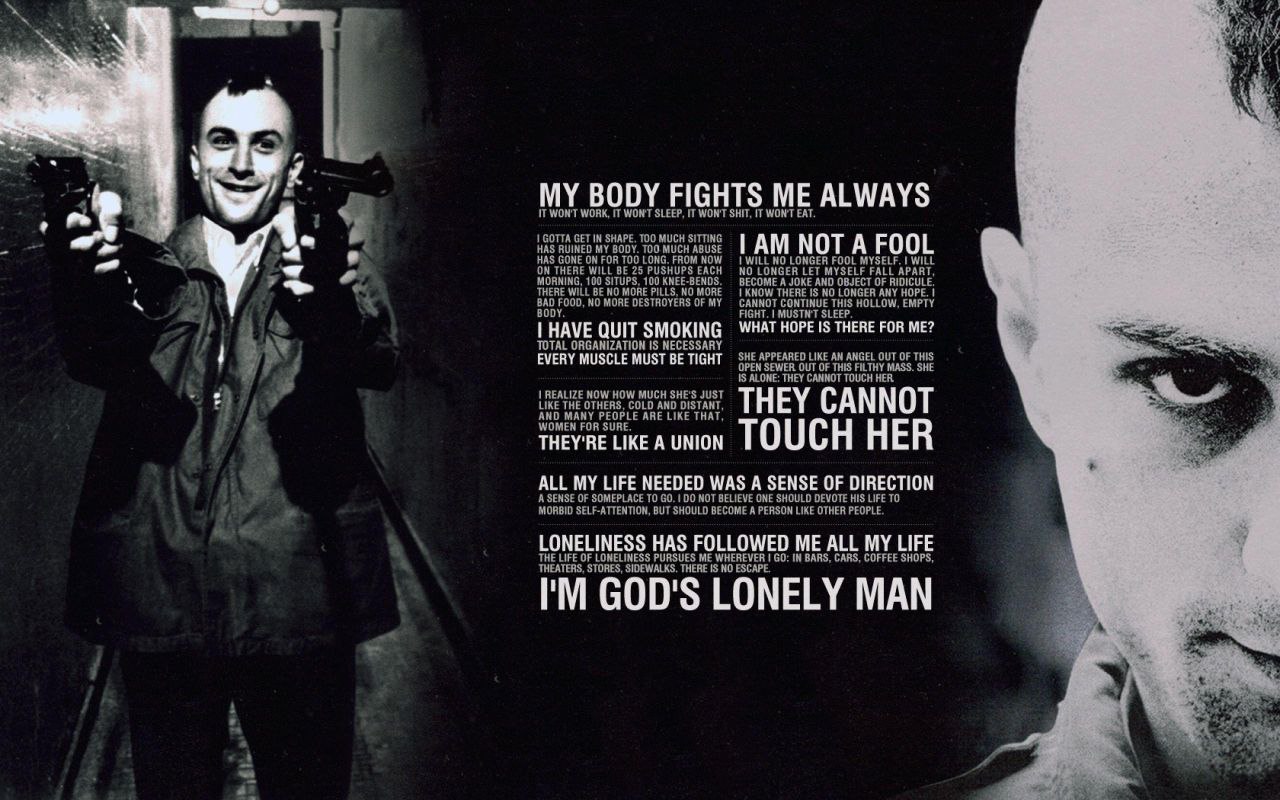 MY BODY FIGHTS ME ALWAYS
IT WON'T WORK, IT WON'T SLEEP, IT WON'T SHIT, IT WON'T EAT.
I GOTTA GET IN SHAPE. TOO MUCH SITTING
HAS RUINED MY BODY. TOO MUCH ABUSE
HAS GONE ON FOR TOO LONG. FROM NOW
ON THERE WILL BE 25 PUSHUPS EACH
MORNING, 100 SITUPS, 100 KNEE-BENDS.
THERE WILL BE NO MORE PILLS, NO MORE
BAD FOOD, NO MORE DESTROYERS OF MY
BODY.
I HAVE QUIT SMOKING
TOTAL ORGANIZATION IS NECESSARY
EVERY MUSCLE MUST BE TIGHT
I REALIZE NOW HOW MUCH SHE'S JUST
LIKE THE OTHERS, COLD AND DISTANT,
AND MANY PEOPLE ARE LIKE THAT,
WOMEN FOR SURE.
THEY'RE LIKE A UNION
I AM NOT A FOOL
I WILL NO LONGER FOOL MYSELF. I WILL
NO LONGER LET MYSELF FALL APART,
BECOME A JOKE AND OBJECT OF RIDICULE.
I KNOW THERE IS NO LONGER ANY HOPE. I
CANNOT CONTINUE THIS HOLLOW, EMPTY
FIGHT. I MUSTN'T SLEEP.
WHAT HOPE IS THERE FOR ME?
SHE APPEARED LIKE AN ANGEL OUT OF THIS
OPEN SEWER. OUT OF THIS FILTHY MASS. SHE
IS ALONE: THEY CANNOT TOUCH HER.
THEY CANNOT
TOUCH HER
ALL MY LIFE NEEDED WAS A SENSE OF DIRECTION
A SENSE OF SOMEPLACE TO GO. I DO NOT BELIEVE ONE SHOULD DEVOTE HIS LIFE TO
MORBID SELF-ATTENTION, BUT SHOULD BECOME A PERSON LIKE OTHER PEOPLE.
LONELINESS HAS FOLLOWED ME ALL MY LIFE
THE LIFE OF LONELINESS PURSUES ME WHEREVER I GO: IN BARS, CARS, COFFEE SHOPS,
THEATERS, STORES, SIDEWALKS. THERE IS NO ESCAPE.
I'M GOD'S LONELY MAN